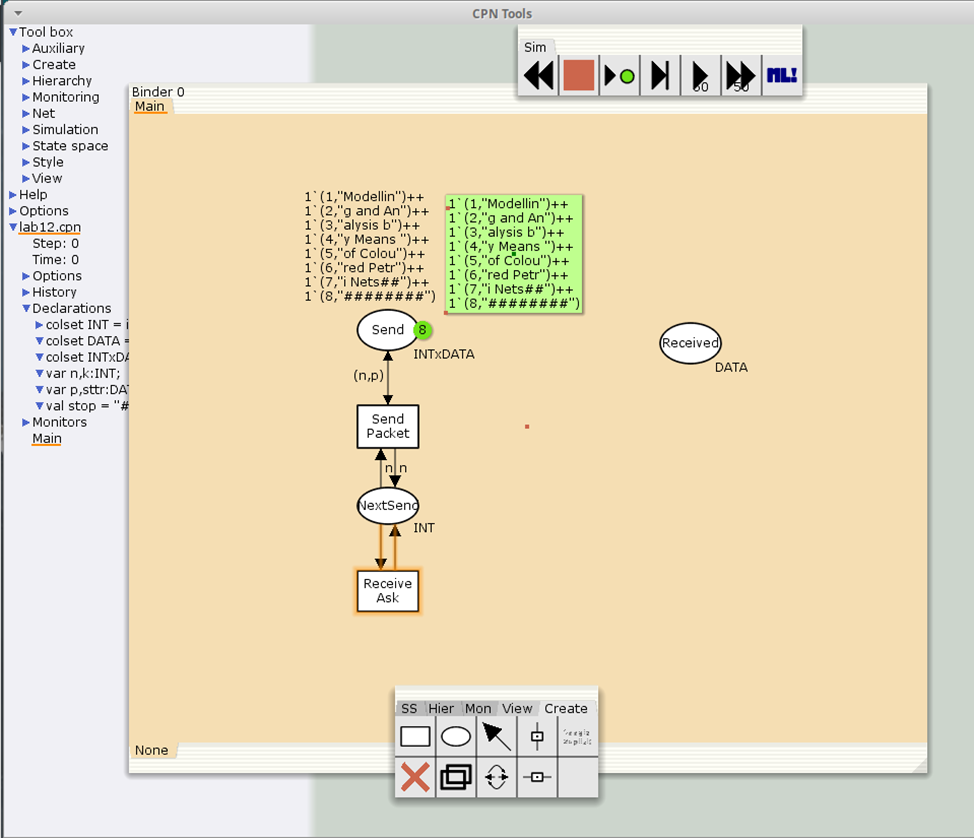 CPN Tools
Tool box
Auxiliary
Create
Hierarchy
Monitoring
Net
Simulation
State space
Style
View
Help
Options
lab12.cpn
Step: 0
Time: 0
Options
History
Declarations
colset INT = i
colset DATA =
colset INTxDA
var n,k:INT;
var p,sttr:DA
val stop = "#
Monitors
Main
Sim
50
50
ML!
Binder 0
Main
1`(1,"Modellin")++
1`(2,"g and An")++
1`(3,"alysis b")++
1`(4,"y Means ")++
1`(5,"of Colou")++
1`(6,"red Petr")++
1`(7,"i Nets##")++
1`(8,"########")
1`(1,"Modellin")++
1`(2,"g and An")++
1`(3,"alysis b")++
1`(4,"y Means ")++
1`(5,"of Colou")++
1`(6,"red Petr")++
1`(7,"i Nets##")++
1`(8,"########")
Send
8
INTxDATA
Received
DATA
(n,p)
Send
Packet
n n
NextSend
INT
Receive
Ask
SS Hier Mon View Create
None